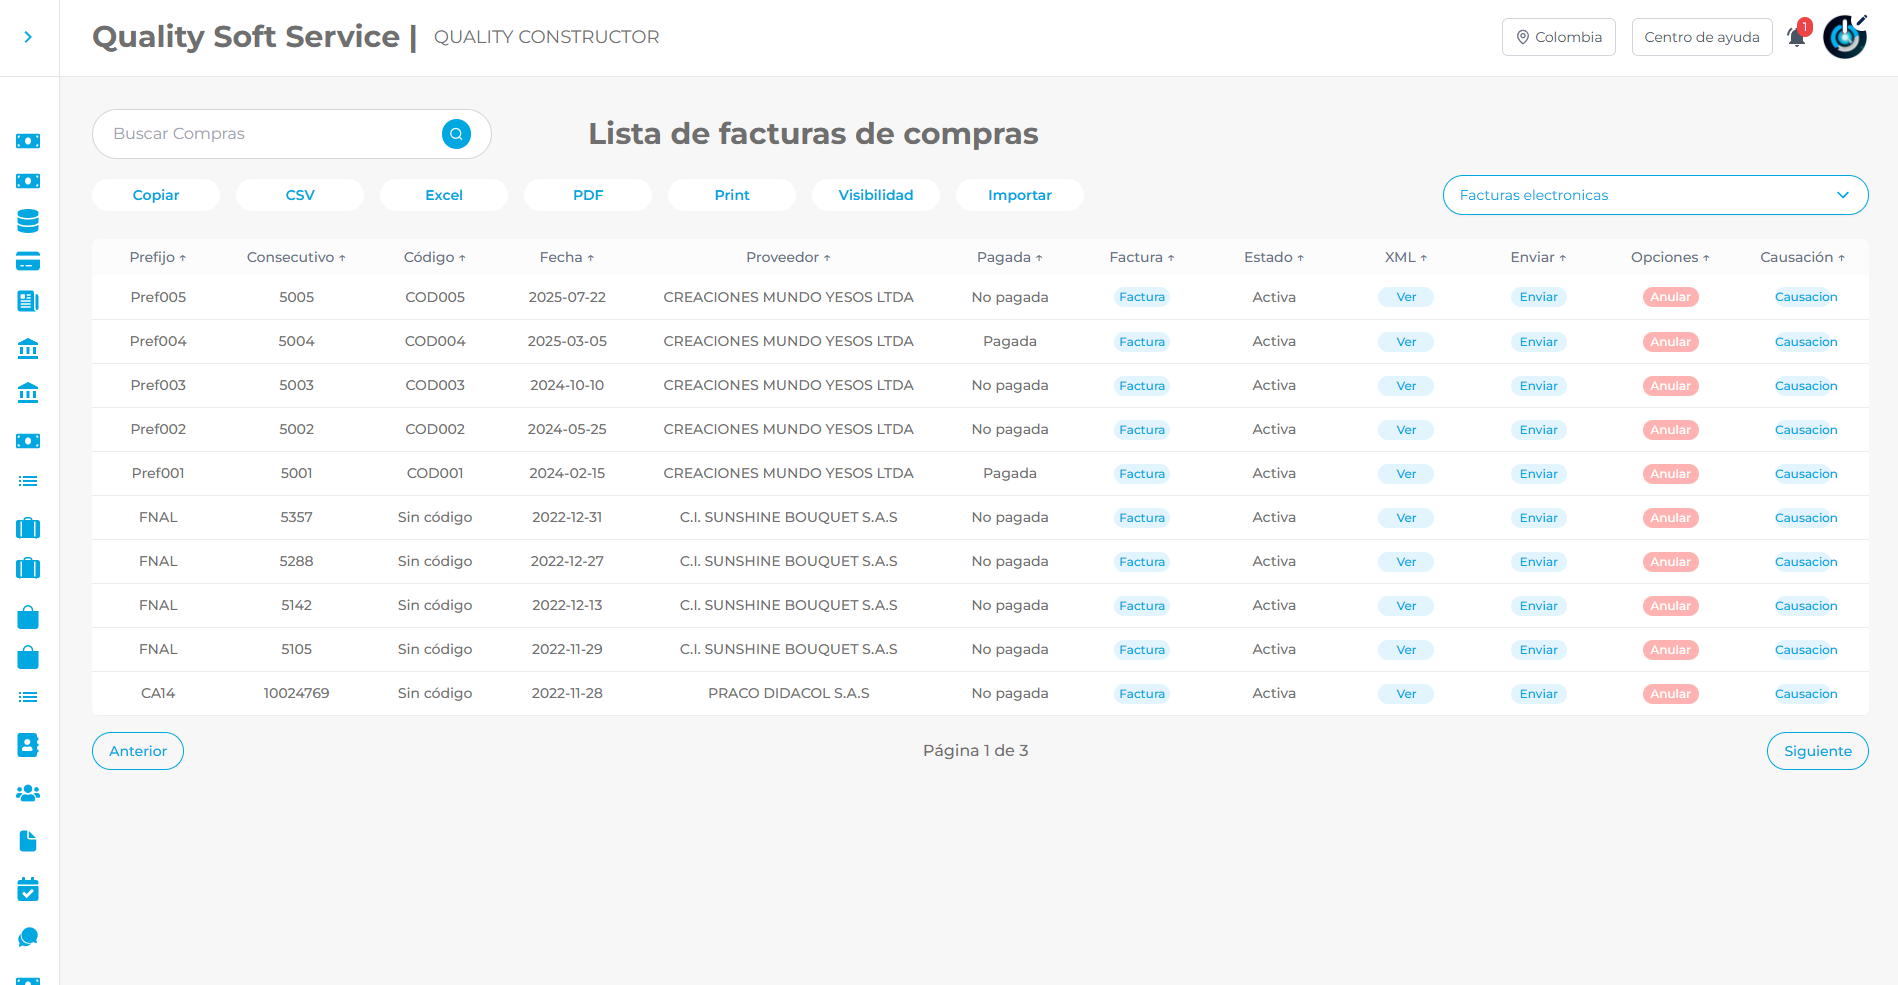 Quality Soft Service | QUALITY CONSTRUCTOR
Colombia
Centro de ayuda
1
Buscar Compras
Lista de facturas de compras
Copiar CSV Excel PDF Print Visibilidad Importar
Facturas electronicas
Prefijo ↑ Consecutivo ↑ Código ↑ Fecha ↑ Proveedor ↑ Pagada ↑ Factura ↑ Estado ↑ XML ↑ Enviar ↑ Opciones ↑ Causación ↑
Pref005 5005 COD005 2025-07-22 CREACIONES MUNDO YESOS LTDA No pagada Factura Activa Ver Enviar Anular Causacion
Pref004 5004 COD004 2025-03-05 CREACIONES MUNDO YESOS LTDA Pagada Factura Activa Ver Enviar Anular Causacion
Pref003 5003 COD003 2024-10-10 CREACIONES MUNDO YESOS LTDA No pagada Factura Activa Ver Enviar Anular Causacion
Pref002 5002 COD002 2024-05-25 CREACIONES MUNDO YESOS LTDA No pagada Factura Activa Ver Enviar Anular Causacion
Pref001 5001 COD001 2024-02-15 CREACIONES MUNDO YESOS LTDA Pagada Factura Activa Ver Enviar Anular Causacion
FNAL 5357 Sin código 2022-12-31 C.I. SUNSHINE BOUQUET S.A.S No pagada Factura Activa Ver Enviar Anular Causacion
FNAL 5288 Sin código 2022-12-27 C.I. SUNSHINE BOUQUET S.A.S No pagada Factura Activa Ver Enviar Anular Causacion
FNAL 5142 Sin código 2022-12-13 C.I. SUNSHINE BOUQUET S.A.S No pagada Factura Activa Ver Enviar Anular Causacion
FNAL 5105 Sin código 2022-11-29 C.I. SUNSHINE BOUQUET S.A.S No pagada Factura Activa Ver Enviar Anular Causacion
CA14 10024769 Sin código 2022-11-28 PRACO DIDACOL S.A.S No pagada Factura Activa Ver Enviar Anular Causacion
Anterior
Página 1 de 3
Siguiente